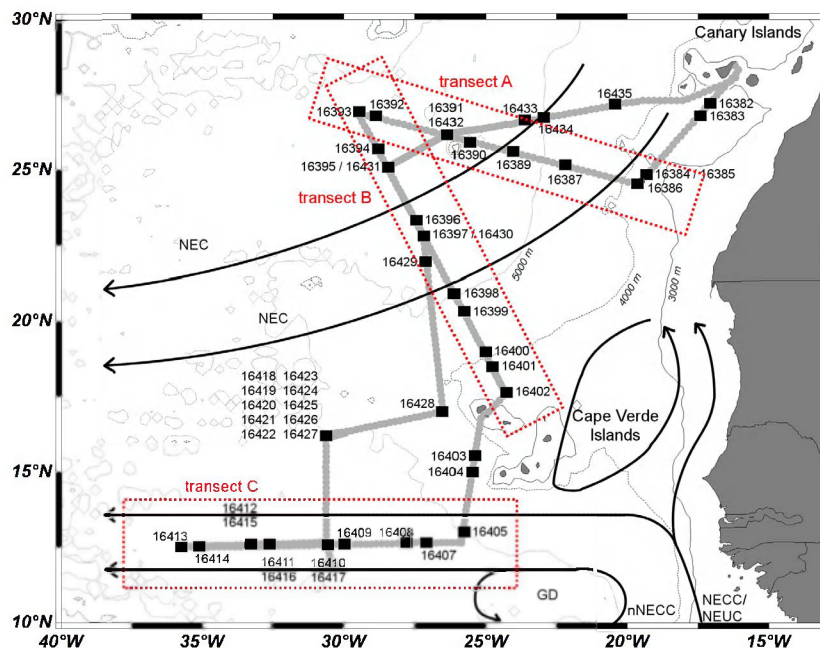 30°N
Canary Islands
transect A
16391
16392
16433
16435
16382
16393
16432
16434
16383
16394
16390
16389
16384 / 16385
25°N
16395 / 16431
16387
16386
transect B
16396
NEC
16397 / 16430
16429
5000 m
4000 m
3000 m
16398
16399
20°N
NEC
16400
16401
16418 16423
16419 16424
16402
16420 16425
16428
16421 16426
Cape Verde
16422 16427
Islands
16403
15°N
16404
transect C
16412
16415
16413
16409
16408
16405
16414
16411
16410
16407
16416
16417
GD
nNECC
NECC/
NEUC
10°N
40°W
35°W
30°W
25°W
20°W
15°W